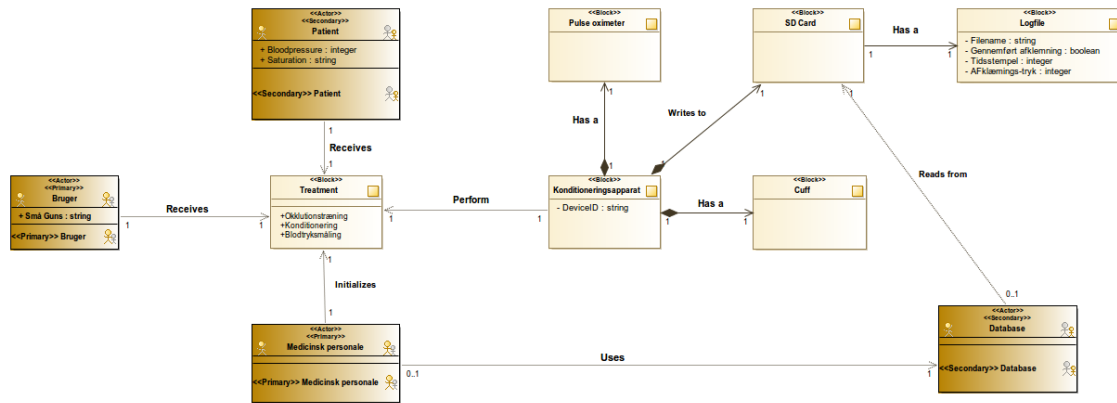 <<Actor>>
<<Secondary>>
Patient
+ Bloodpressure : integer
+ Saturation : string
<<Secondary>> Patient
<<Block>>
Pulse oximeter
<<Block>>
SD Card
Has a
1
1
<<Block>>
Logfile
- Filename : string
- Gennemført afklemning : boolean
- Tidsstempel : integer
- AFklæmings-tryk : integer
1
Receives
1
1
Has a
1
Writes to
1
1
1
Reads from
0..1
<<Actor>>
<<Primary>>
Bruger
+ Små Guns : string
<<Primary>> Bruger
1
Receives
1
<<Block>>
Treatment
+Okklutionstræning
+Konditionering
+Blodtryksmåling
1
Perform
1
<<Block>>
Konditioneringsapparat
- DeviceID : string
1
Has a
1
<<Block>>
Cuff
1
Initializes
1
<<Actor>>
<<Primary>>
Medicinsk personale
<<Primary>> Medicinsk personale
0..1
Uses
1
<<Actor>>
<<Secondary>>
Database
<<Secondary>> Database